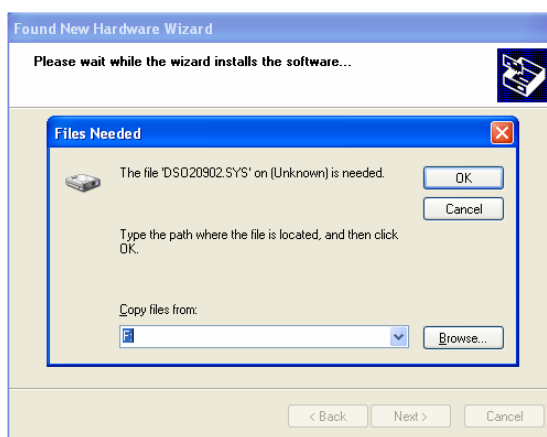 Found New Hardware Wizard
Please wait while the wizard installs the software...
Files Needed
The file 'DSO20902.SYS' on (Unknown) is needed.
OK
Cancel
Type the path where the file is located, and then click
OK.
Copy files from:
Browse...
< Back
Next >
Cancel